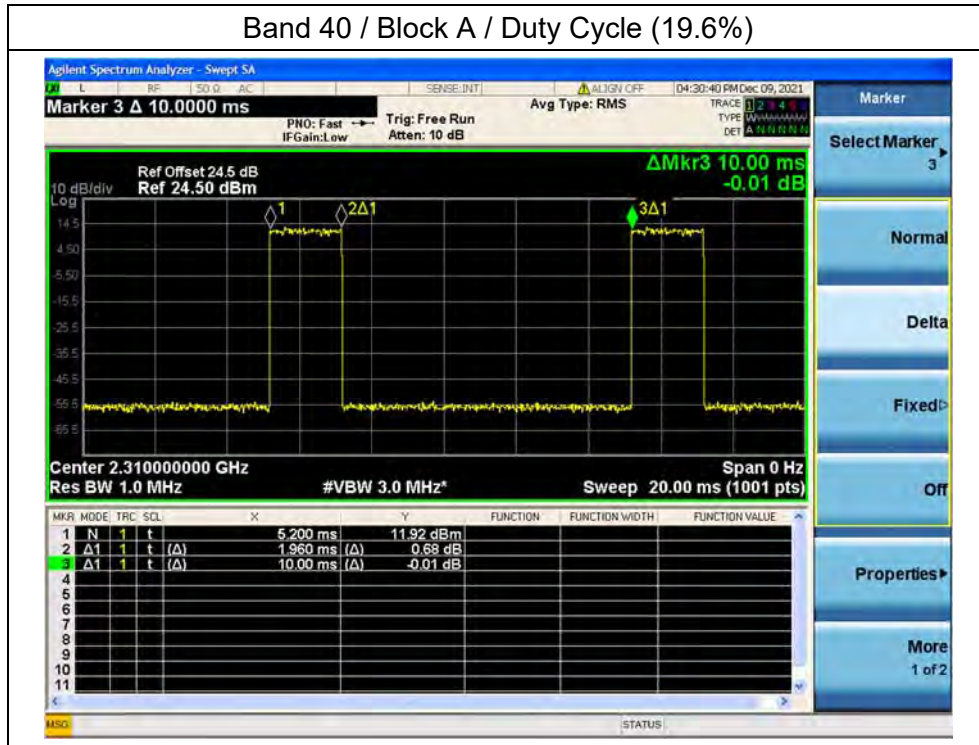 Band 40 / Block A / Duty Cycle (19.6%)
Agilent Spectrum Analyzer - Swept SA
L RF 50 Ω AC SENSE:INT ALIGN OFF 04:30:40 PM Dec 09, 2021
Marker 3 Δ 10.0000 ms
PNO: Fast
IFGain:Low
Trig: Free Run
Atten: 10 dB
Avg Type: RMS
TRACE 1 2 3 4 5 6
TYPE
DET A N N N N N
Marker
Select Marker
3
Normal
Delta
Fixed
Off
Properties
More
1 of 2
ΔMkr3 10.00 ms
-0.01 dB
Ref Offset 24.5 dB
10 dB/div Ref 24.50 dBm
Log
1 2Δ1 3Δ1
14.5
4.50
-5.50
-15.5
-25.5
-35.5
-45.5
-55.5
-65.5
Center 2.310000000 GHz Span 0 Hz
Res BW 1.0 MHz #VBW 3.0 MHz* Sweep 20.00 ms (1001 pts)
MKR MODE TRC SCL X Y FUNCTION FUNCTION WIDTH FUNCTION VALUE
1 N 1 t 5.200 ms 11.92 dBm
2 Δ1 1 t (Δ) 1.960 ms (Δ) 0.68 dB
3 Δ1 1 t (Δ) 10.00 ms (Δ) -0.01 dB
4
5
6
7
8
9
10
11
MSG STATUS